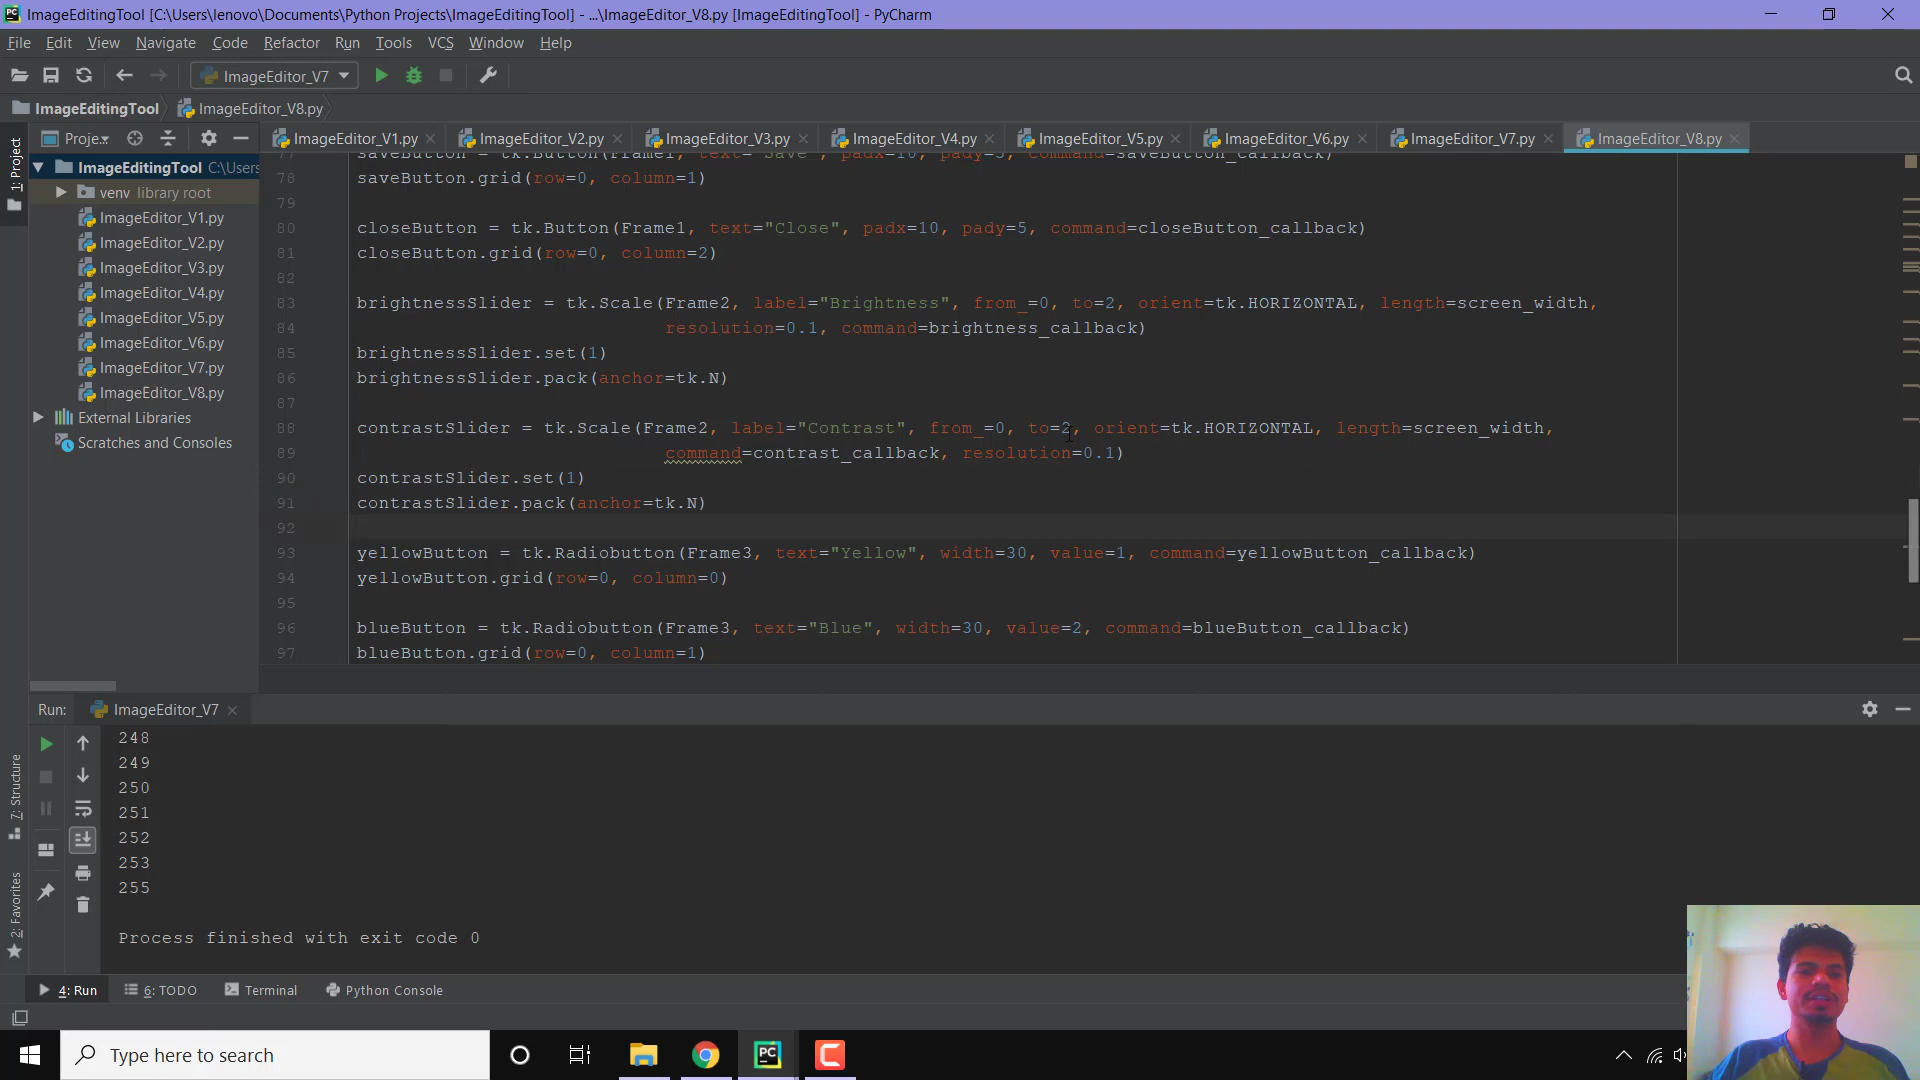 ImageEditingTool [C:\Users\lenovo\Documents\Python Projects\ImageEditingTool] - ...\ImageEditor_V8.py [ImageEditingTool] - PyCharm
File Edit View Navigate Code Refactor Run Tools VCS Window Help
ImageEditor_V7
ImageEditingTool ImageEditor_V8.py
1: Project
Proje..
ImageEditor_V1.py ImageEditor_V2.py ImageEditor_V3.py ImageEditor_V4.py ImageEditor_V5.py ImageEditor_V6.py ImageEditor_V7.py ImageEditor_V8.py
ImageEditingTool C:\Users
venv library root
ImageEditor_V1.py
ImageEditor_V2.py
ImageEditor_V3.py
ImageEditor_V4.py
ImageEditor_V5.py
ImageEditor_V6.py
ImageEditor_V7.py
ImageEditor_V8.py
External Libraries
Scratches and Consoles
77 saveButton = tk.Button(Frame1, text="Save", padx=10, pady=5, command=saveButton_callback)
78 saveButton.grid(row=0, column=1)
79
80 closeButton = tk.Button(Frame1, text="Close", padx=10, pady=5, command=closeButton_callback)
81 closeButton.grid(row=0, column=2)
82
83 brightnessSlider = tk.Scale(Frame2, label="Brightness", from_=0, to=2, orient=tk.HORIZONTAL, length=screen_width,
84 resolution=0.1, command=brightness_callback)
85 brightnessSlider.set(1)
86 brightnessSlider.pack(anchor=tk.N)
87
88 contrastSlider = tk.Scale(Frame2, label="Contrast", from_=0, to=2, orient=tk.HORIZONTAL, length=screen_width,
89 command=contrast_callback, resolution=0.1)
90 contrastSlider.set(1)
91 contrastSlider.pack(anchor=tk.N)
92
93 yellowButton = tk.Radiobutton(Frame3, text="Yellow", width=30, value=1, command=yellowButton_callback)
94 yellowButton.grid(row=0, column=0)
95
96 blueButton = tk.Radiobutton(Frame3, text="Blue", width=30, value=2, command=blueButton_callback)
97 blueButton.grid(row=0, column=1)
Run: ImageEditor_V7
248
249
250
251
252
253
255
Process finished with exit code 0
7: Structure
2: Favorites
4: Run 6: TODO Terminal Python Console
PC
Type here to search
PC